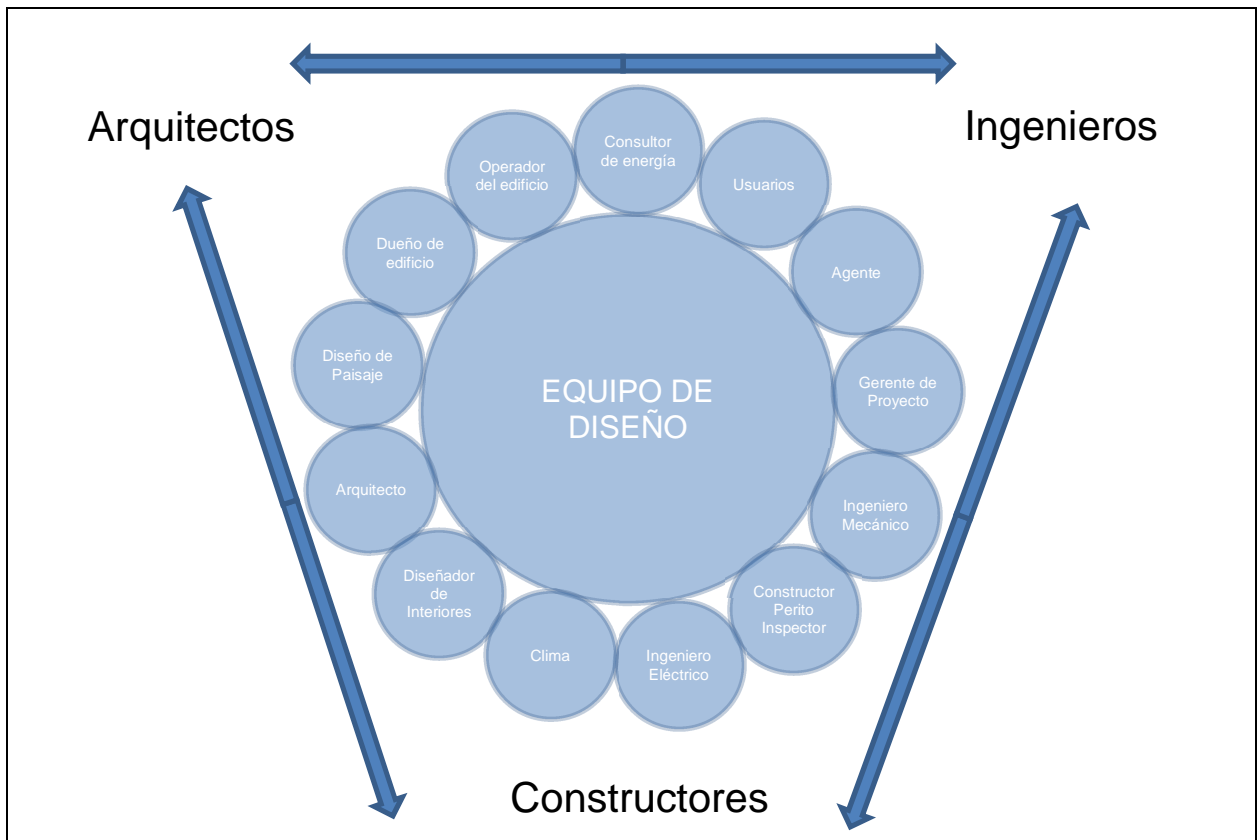 Arquitectos
Ingenieros
Consultor
de energía
Operador
del edificio
Usuarios
Dueño de
edificio
Agente
Diseño de
Paisaje
Gerente de
Proyecto
EQUIPO DE
DISEÑO
Arquitecto
Ingeniero
Mecánico
Diseñador
de
Interiores
Constructor
Perito
Inspector
Clima
Ingeniero
Eléctrico
Constructores